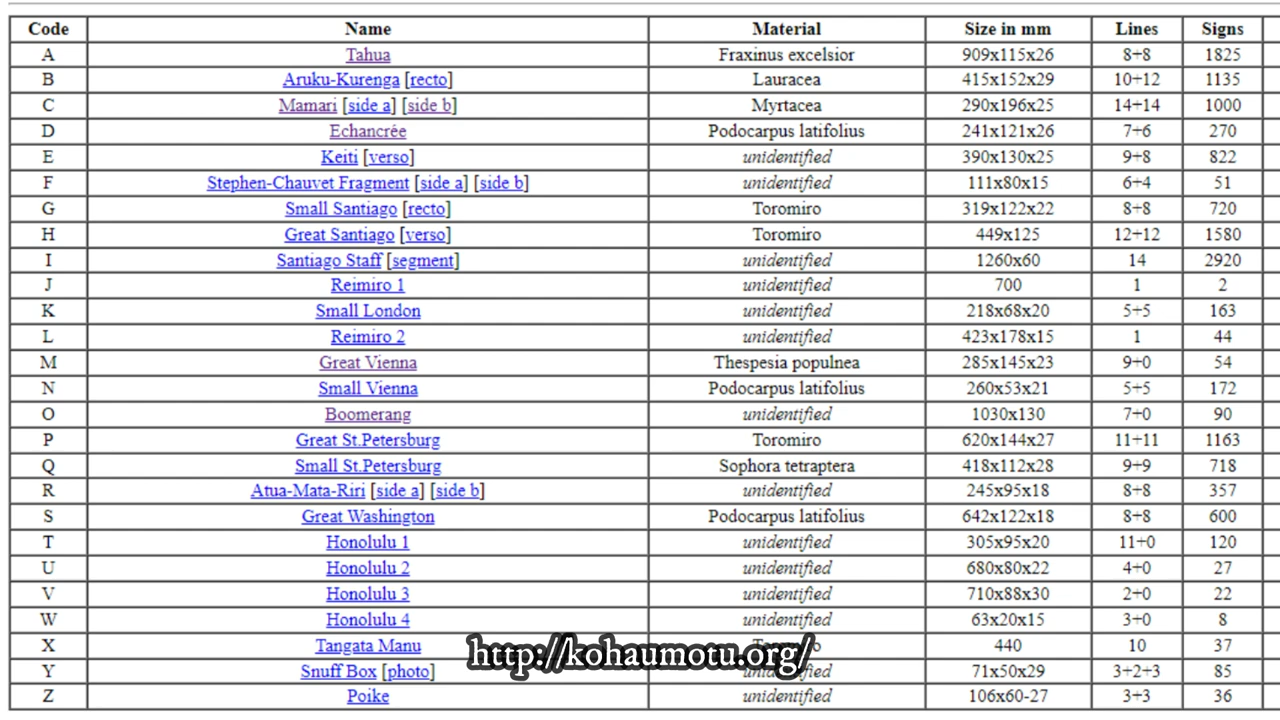 Code Name Material Size in mm Lines Signs
A Tahua Fraxinus excelsior 909x115x26 8+8 1825
B Aruku-Kurenga [recto] Lauracea 415x152x29 10+12 1135
C Mamari [side a] [side b] Myrtacea 290x196x25 14+14 1000
D Echancrée Podocarpus latifolius 241x121x26 7+6 270
E Keiti [verso] unidentified 390x130x25 9+8 822
F Stephen-Chauvet Fragment [side a] [side b] unidentified 111x80x15 6+4 51
G Small Santiago [recto] Toromiro 319x122x22 8+8 720
H Great Santiago [verso] Toromiro 449x125 12+12 1580
I Santiago Staff [segment] unidentified 1260x60 14 2920
J Reimiro 1 unidentified 700 1 2
K Small London unidentified 218x68x20 5+5 163
L Reimiro 2 unidentified 423x178x15 1 44
M Great Vienna Thespesia populnea 285x145x23 9+0 54
N Small Vienna Podocarpus latifolius 260x53x21 5+5 172
O Boomerang unidentified 1030x130 7+0 90
P Great St.Petersburg Toromiro 620x144x27 11+11 1163
Q Small St.Petersburg Sophora tetraptera 418x112x28 9+9 718
R Atua-Mata-Riri [side a] [side b] unidentified 245x95x18 8+8 357
S Great Washington Podocarpus latifolius 642x122x18 8+8 600
T Honolulu 1 unidentified 305x95x20 11+0 120
U Honolulu 2 unidentified 680x80x22 4+0 27
V Honolulu 3 unidentified 710x88x30 2+0 22
W Honolulu 4 unidentified 63x20x15 3+0 8
X Tangata Manu 440 10 37
http://kohaumotu.org/
Y Snuff Box [photo] unidentified 71x50x29 3+2+3 85
Z Poike unidentified 106x60-27 3+3 36